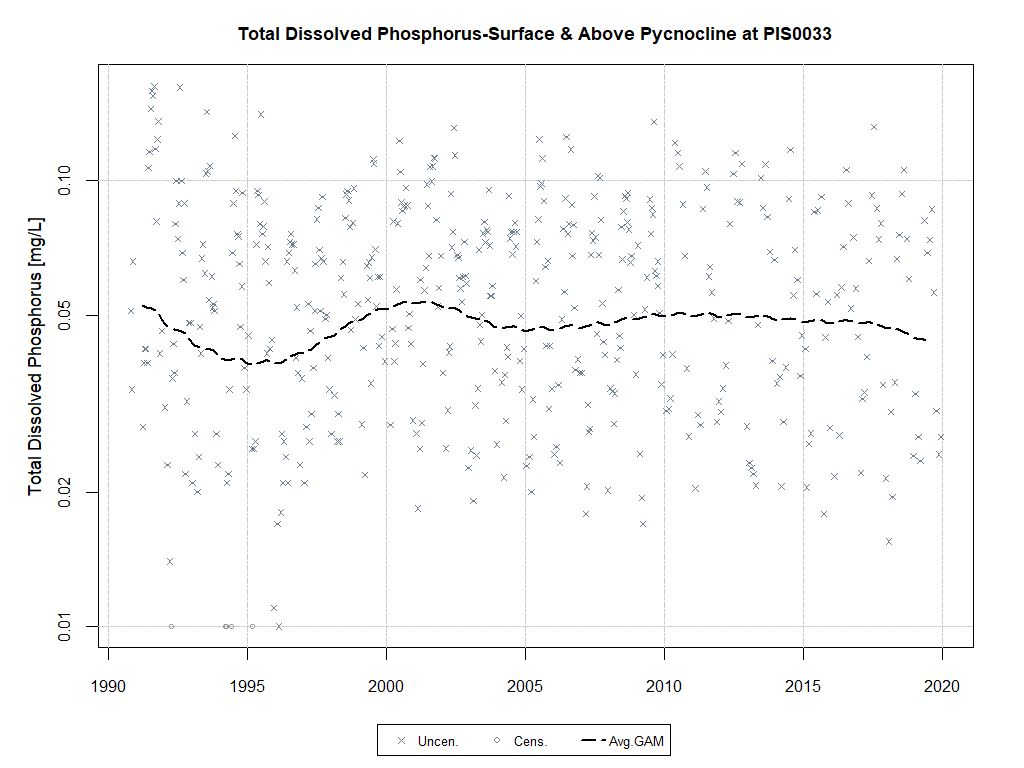 Total Dissolved Phosphorus-Surface & Above Pycnocline at PIS0033
Total Dissolved Phosphorus [mg/L]
0.10
0.05
0.02
0.01
1990 1995 2000 2005 2010 2015 2020
Uncen. Cens. Avg.GAM